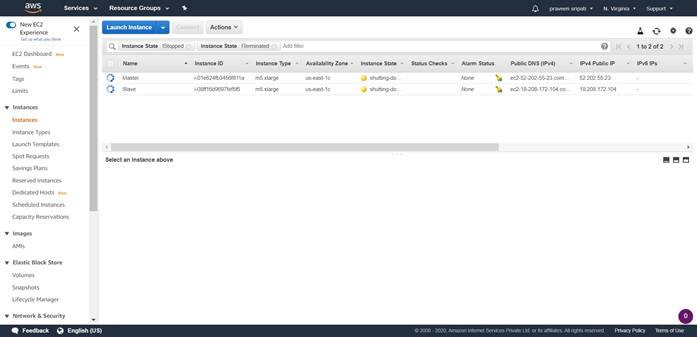 aws
Services
Resource Groups
praveen sripati
N. Virginia
Support
New EC2 Experience
Tell us what you think
EC2 Dashboard New
Events New
Tags
Limits
Instances
Instances
Instance Types
Launch Templates
Spot Requests
Savings Plans
Reserved Instances
Dedicated Hosts New
Scheduled Instances
Capacity Reservations
Images
AMIs
Elastic Block Store
Volumes
Snapshots
Lifecycle Manager
Network & Security
Launch Instance Connect Actions
Instance State : !Stopped Instance State : !Terminated Add filter 1 to 2 of 2
Name Instance ID Instance Type Availability Zone Instance State Status Checks Alarm Status Public DNS (IPv4) IPv4 Public IP IPv6 IPs
Master m5.xlarge us-east-1c shutting-do... None ec2-52-202-55-23.com... 52.202.55.23 -
Slave m5.xlarge us-east-1c shutting-do... None ec2-18-208-172-104.co... 18.208.172.104 -
Select an instance above
0
Feedback English (US)
© 2008 - 2020, Amazon Internet Services Private Ltd. or its affiliates. All rights reserved. Privacy Policy Terms of Use